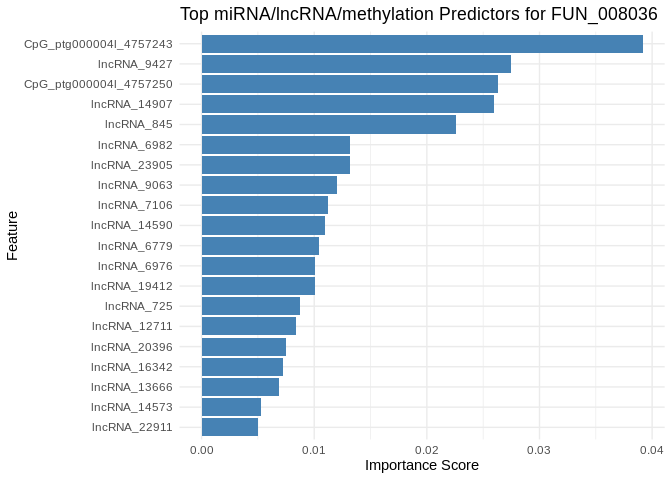 Top miRNA/lncRNA/methylation Predictors for FUN_008036
CpG_ptg000004l_4757243
lncRNA_9427
CpG_ptg000004l_4757250
lncRNA_14907
lncRNA_845
lncRNA_6982
lncRNA_23905
lncRNA_9063
lncRNA_7106
lncRNA_14590
lncRNA_6779
lncRNA_6976
lncRNA_19412
lncRNA_725
lncRNA_12711
lncRNA_20396
lncRNA_16342
lncRNA_13666
lncRNA_14573
lncRNA_22911
Feature
0.00 0.01 0.02 0.03 0.04
Importance Score